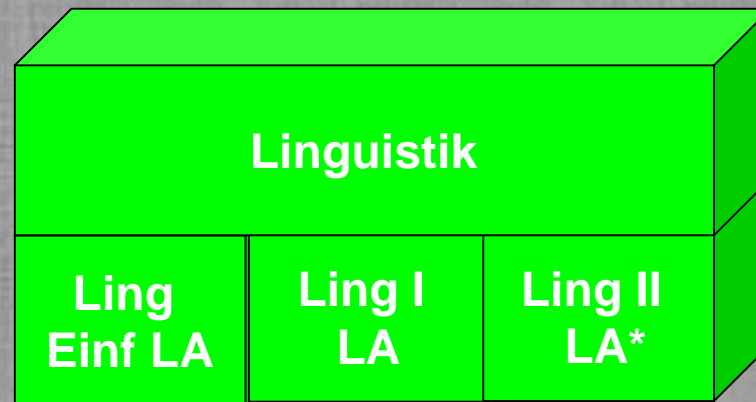 Linguistik
Ling
Einf LA
Ling I
LA
Ling II
LA*